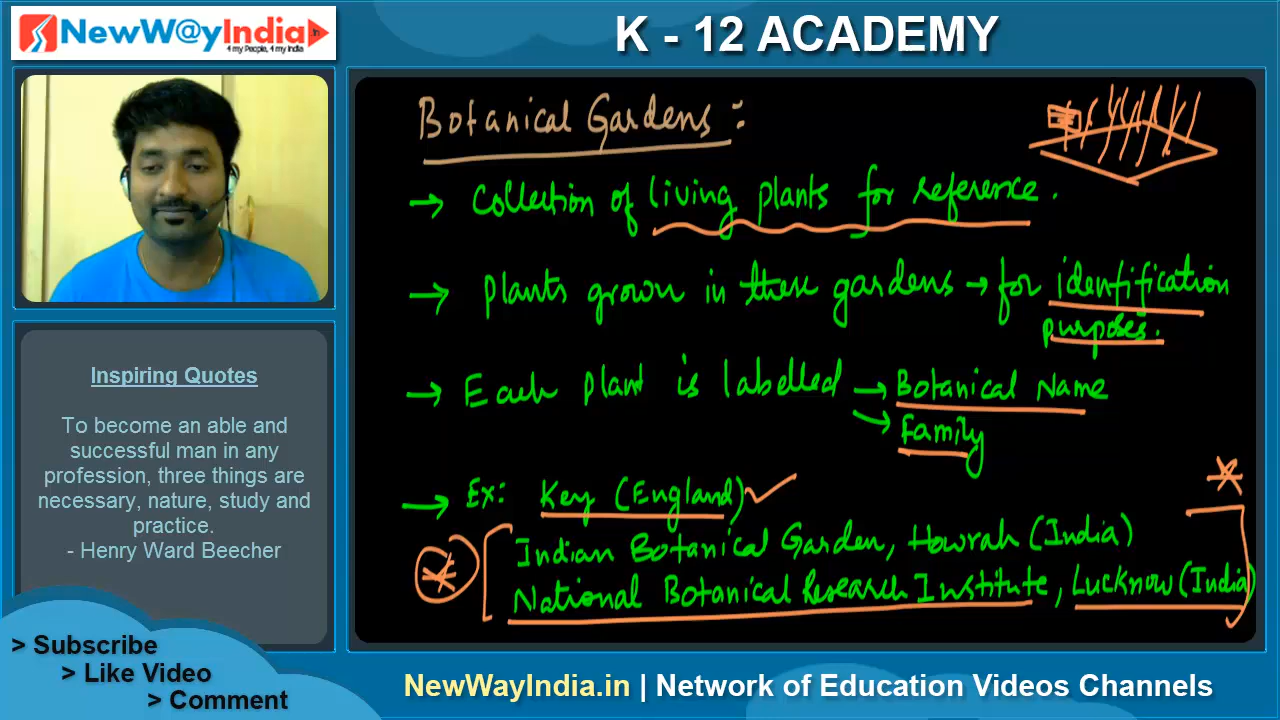 NewW@yIndia.in
4 my People, 4 my India
K - 12 ACADEMY
Botanical Gardens :
→ Collection of living plants for reference.
→ Plants grown in these gardens → for identification
purposes.
→ Each plant is labelled → Botanical Name
→ Family
→ Ex: Key (England) ✓
Indian Botanical Garden, Howrah (India)
National Botanical Research Institute, Lucknow (India)
Inspiring Quotes
To become an able and
successful man in any
profession, three things are
necessary, nature, study and
practice.
- Henry Ward Beecher
> Subscribe
> Like Video
> Comment
NewWayIndia.in | Network of Education Videos Channels